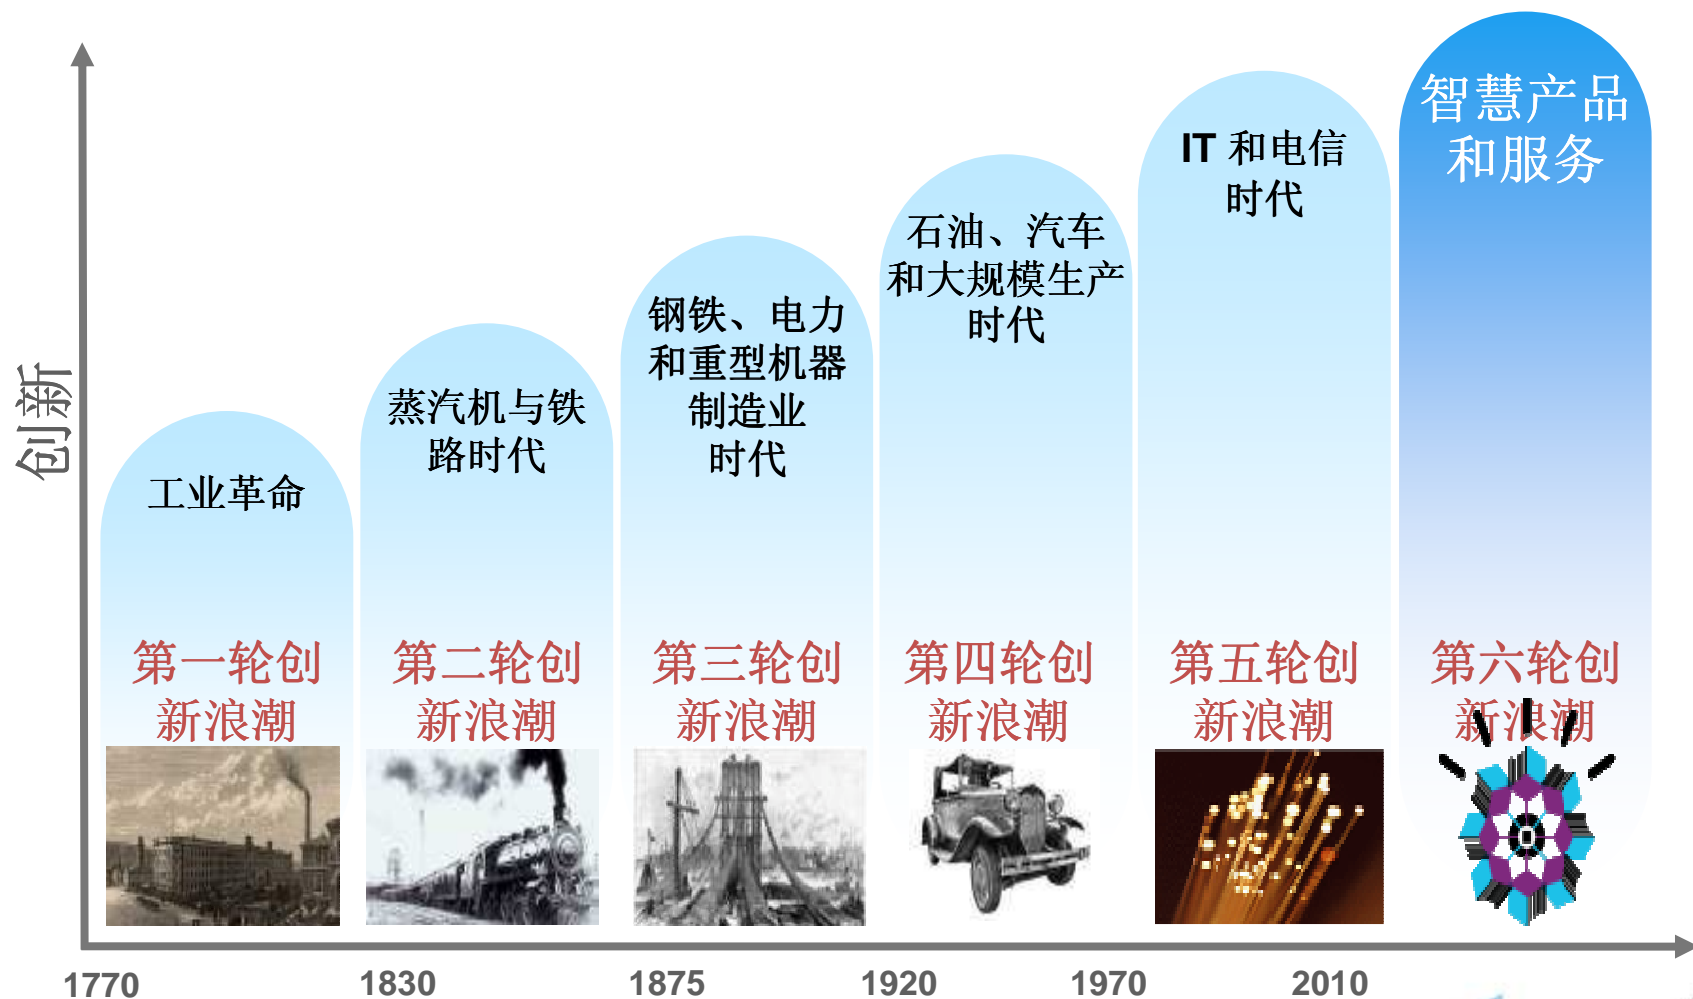 创新
工业革命
第一轮创
新浪潮
蒸汽机与铁
路时代
第二轮创
新浪潮
钢铁、电力
和重型机器
制造业
时代
第三轮创
新浪潮
石油、汽车
和大规模生产
时代
第四轮创
新浪潮
IT 和电信
时代
第五轮创
新浪潮
智慧产品
和服务
第六轮创
新浪潮
1770
1830
1875
1920
1970
2010